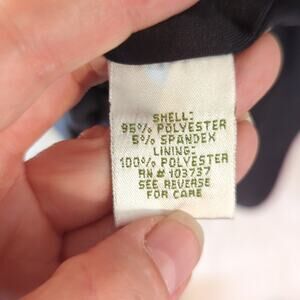 SHELL:
95% POLYESTER
5% SPANDEX
LINING:
100% POLYESTER
RN # 103737
SEE REVERSE
FOR CARE